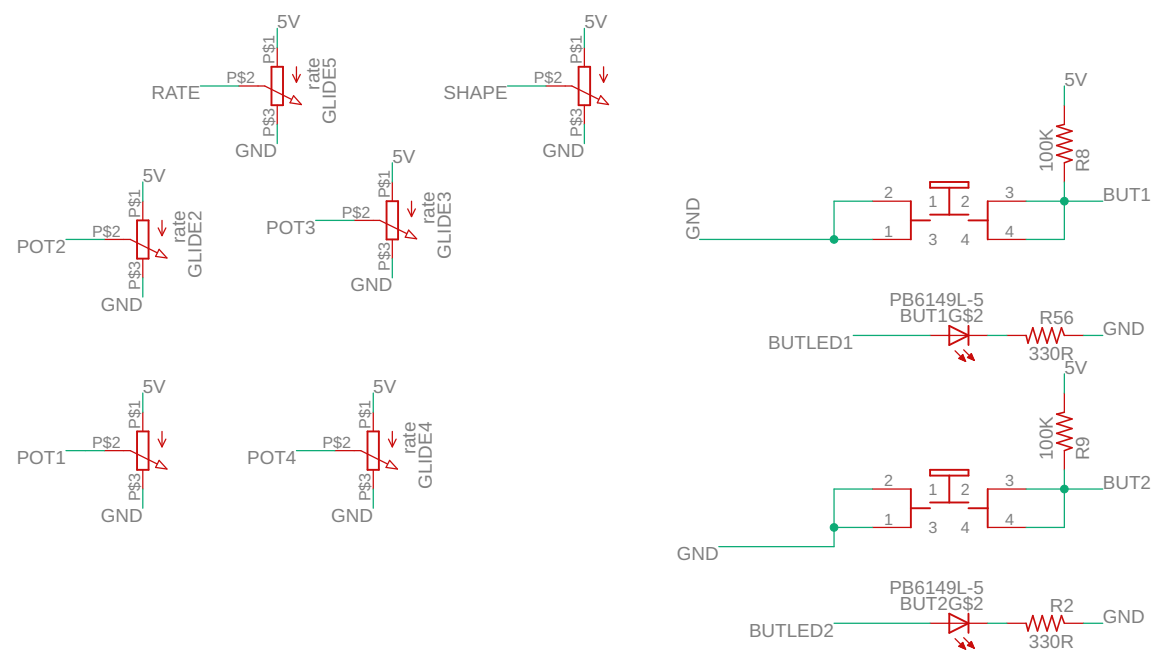 5V
P$1
P$2
RATE
rate
GLIDE5
P$3
GND
5V
P$1
P$2
SHAPE
P$3
GND
5V
P$1
P$2
POT2
rate
GLIDE2
P$3
GND
5V
P$1
P$2
POT3
rate
GLIDE3
P$3
GND
5V
P$1
P$2
POT1
P$3
GND
5V
P$1
P$2
POT4
rate
GLIDE4
P$3
GND
5V
100K
R8
BUT1
GND
2
1
1 2
3 4
3
4
PB6149L-5
BUT1G$2
BUTLED1
R56
330R
GND
5V
100K
R9
BUT2
GND
2
1
1 2
3 4
3
4
PB6149L-5
BUT2G$2
BUTLED2
R2
330R
GND